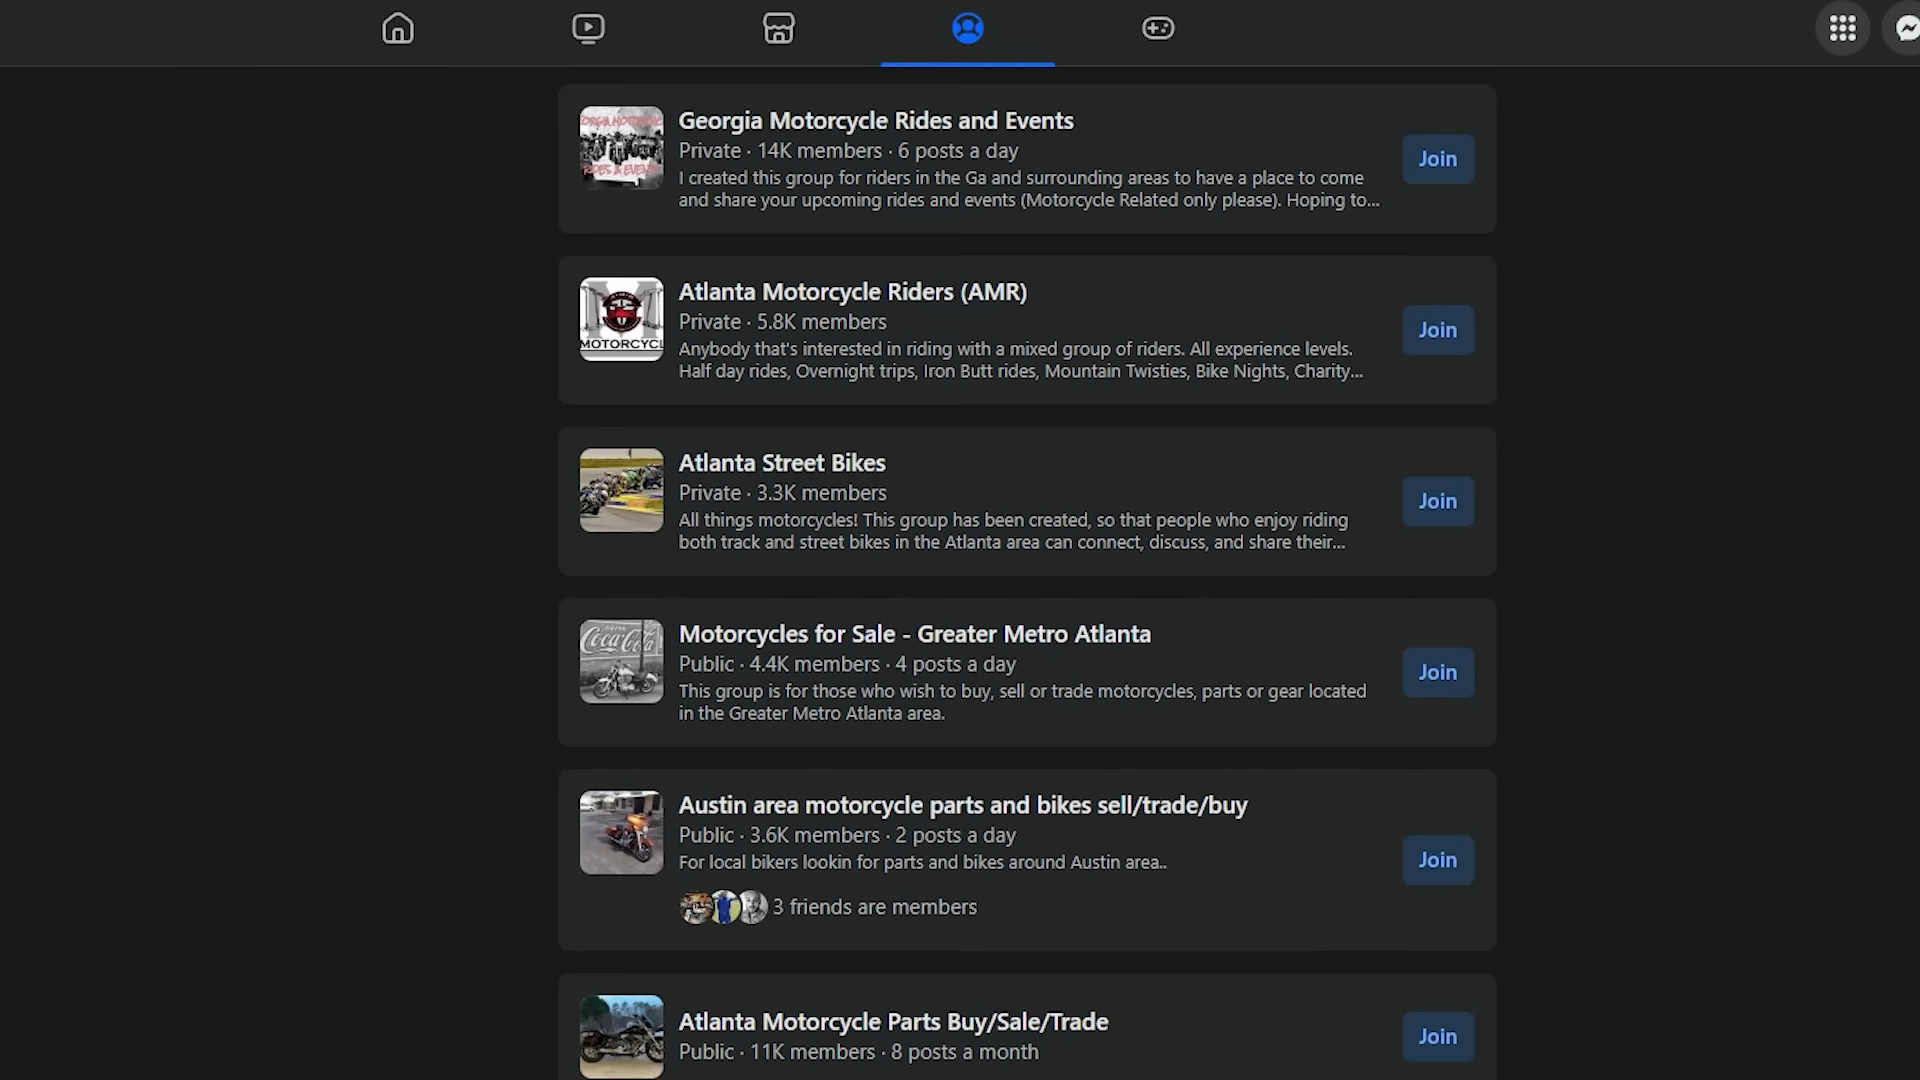 Georgia Motorcycle Rides and Events
Private · 14K members · 6 posts a day
I created this group for riders in the Ga and surrounding areas to have a place to come
and share your upcoming rides and events (Motorcycle Related only please). Hoping to...
Join
Atlanta Motorcycle Riders (AMR)
Private · 5.8K members
Anybody that's interested in riding with a mixed group of riders. All experience levels.
Half day rides, Overnight trips, Iron Butt rides, Mountain Twisties, Bike Nights, Charity...
MOTORCYCL
Join
Atlanta Street Bikes
Private · 3.3K members
All things motorcycles! This group has been created, so that people who enjoy riding
both track and street bikes in the Atlanta area can connect, discuss, and share their...
Join
Coca-Cola
Motorcycles for Sale - Greater Metro Atlanta
Public · 4.4K members · 4 posts a day
This group is for those who wish to buy, sell or trade motorcycles, parts or gear located
in the Greater Metro Atlanta area.
Join
Austin area motorcycle parts and bikes sell/trade/buy
Public · 3.6K members · 2 posts a day
For local bikers lookin for parts and bikes around Austin area..
3 friends are members
Join
Atlanta Motorcycle Parts Buy/Sale/Trade
Public · 11K members · 8 posts a month
Join